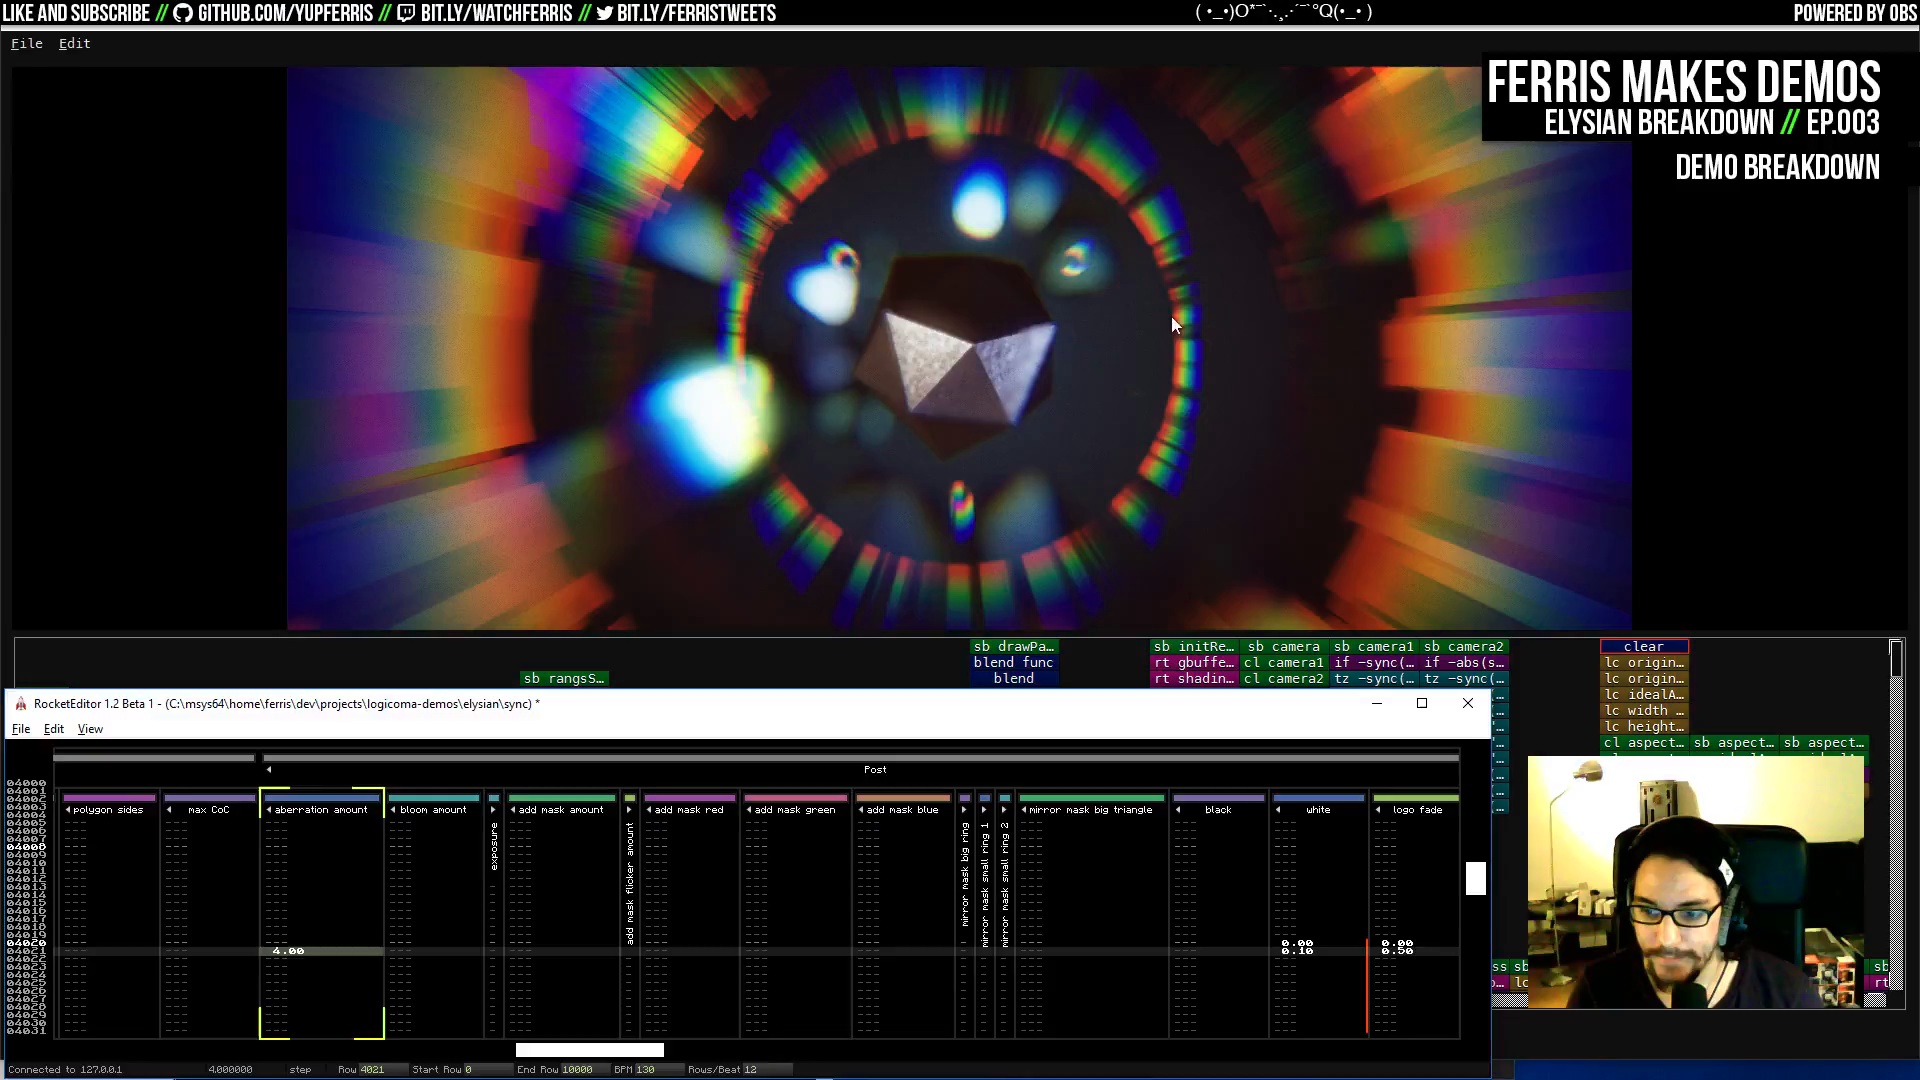 LIKE AND SUBSCRIBE // GITHUB.COM/YUPFERRIS // BIT.LY/WATCHFERRIS // BIT.LY/FERRISTWEETS
POWERED BY OBS
File Edit
FERRIS MAKES DEMOS
ELYSIAN BREAKDOWN // EP.003
DEMO BREAKDOWN
sb drawPa… sb initRe… sb camera sb camera1 sb camera2 clear
blend func rt gbuffe… cl camera1 if -sync(… if -abs(s… lc origin…
sb rangsS… blend rt shadin… cl camera2 tz -sync(… tz -sync(… lc origin…
lc idealA…
lc width …
lc height…
cl aspect… sb aspect… sb aspect…
RocketEditor 1.2 Beta 1 - (C:\msys64\home\ferris\dev\projects\logicoma-demos\elysian\sync) *
File Edit View
Post
polygon sides max CoC aberration amount bloom amount exposure add mask amount add mask flicker amount add mask red add mask green add mask blue mirror mask big ring mirror mask small ring 1 mirror mask small ring 2 mirror mask big triangle black white logo fade
04000
04001
04002
04003
04004
04005
04006
04007
04008
04009
04010
04011
04012
04013
04014
04015
04016
04017
04018
04019
04020 0.00 0.00
04021 4.00 0.10 0.50
04022
04023
04024
04025
04026
04027
04028
04029
04030
04031
Connected to 127.0.0.1 4.000000 step Row 4021 Start Row 0 End Row 10000 BPM 130 Rows/Beat 12